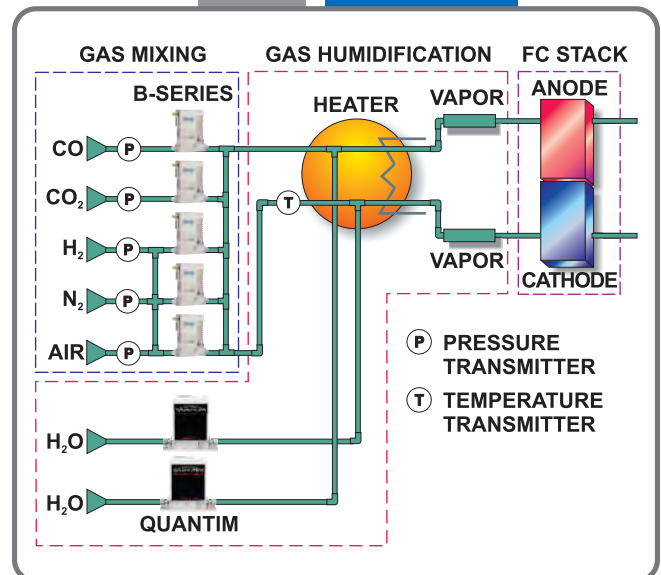 GAS MIXING
GAS HUMIDIFICATION
FC STACK
B-SERIES
HEATER
VAPOR
ANODE
CO
P
CO₂
P
H₂
P
T
N₂
P
VAPOR
CATHODE
AIR
P
P PRESSURE
TRANSMITTER
T TEMPERATURE
TRANSMITTER
H₂O
H₂O
QUANTIM